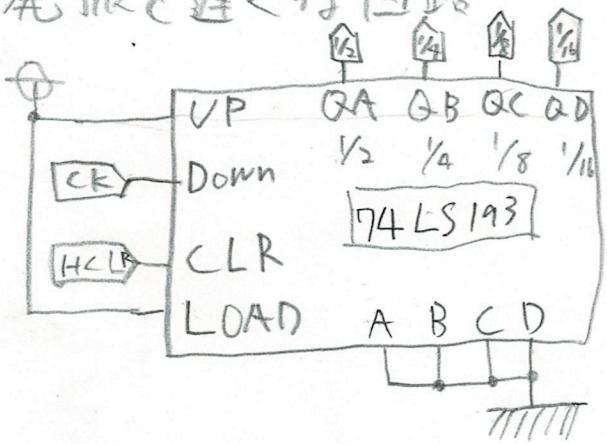 1/2 1/4 1/8 1/16
UP QA QB QC QD
1/2 1/4 1/8 1/16
CK Down
74LS193
HCLR CLR
LOAD A B C D